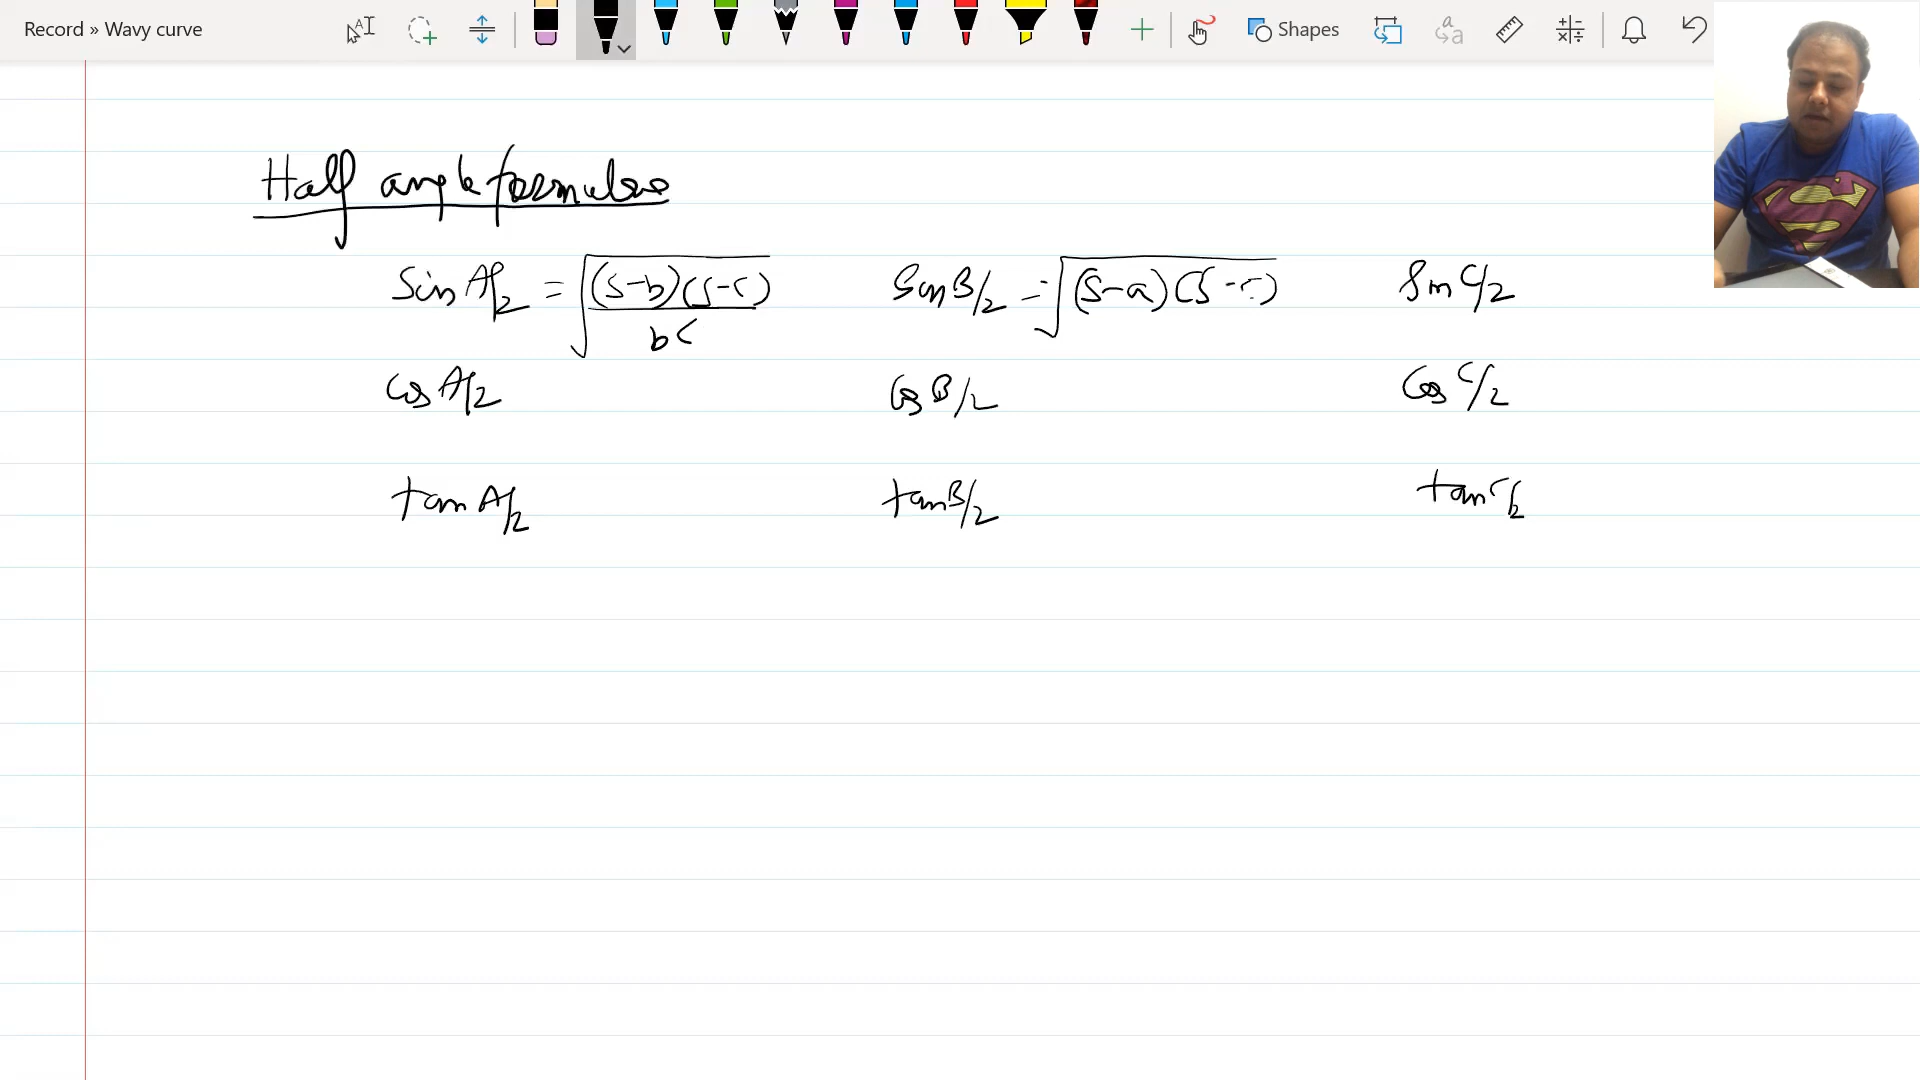 Record » Wavy curve
Shapes
Half angle formulae
Sin A/2 = √((s-b)(s-c)/bc) Sin B/2 = √(s-a)(s-c) Sin C/2
Cos A/2 Cos B/2 Cos C/2
tan A/2 tan B/2 tan C/2